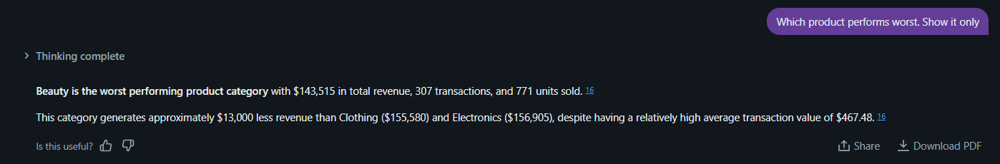 Which product performs worst. Show it only
Thinking complete
Beauty is the worst performing product category with $143,515 in total revenue, 307 transactions, and 771 units sold. 16
This category generates approximately $13,000 less revenue than Clothing ($155,580) and Electronics ($156,905), despite having a relatively high average transaction value of $467.48. 16
Is this useful? Share Download PDF